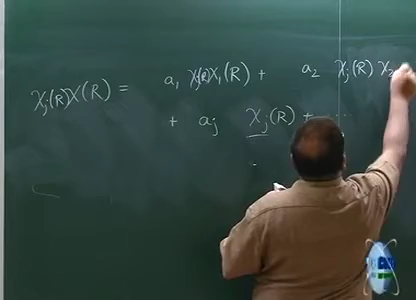 χⱼ(R)χ(R) = a₁ χⱼ(R)χ₁(R) + a₂ χⱼ(R) χ₂
+ aⱼ χⱼ(R) + ...